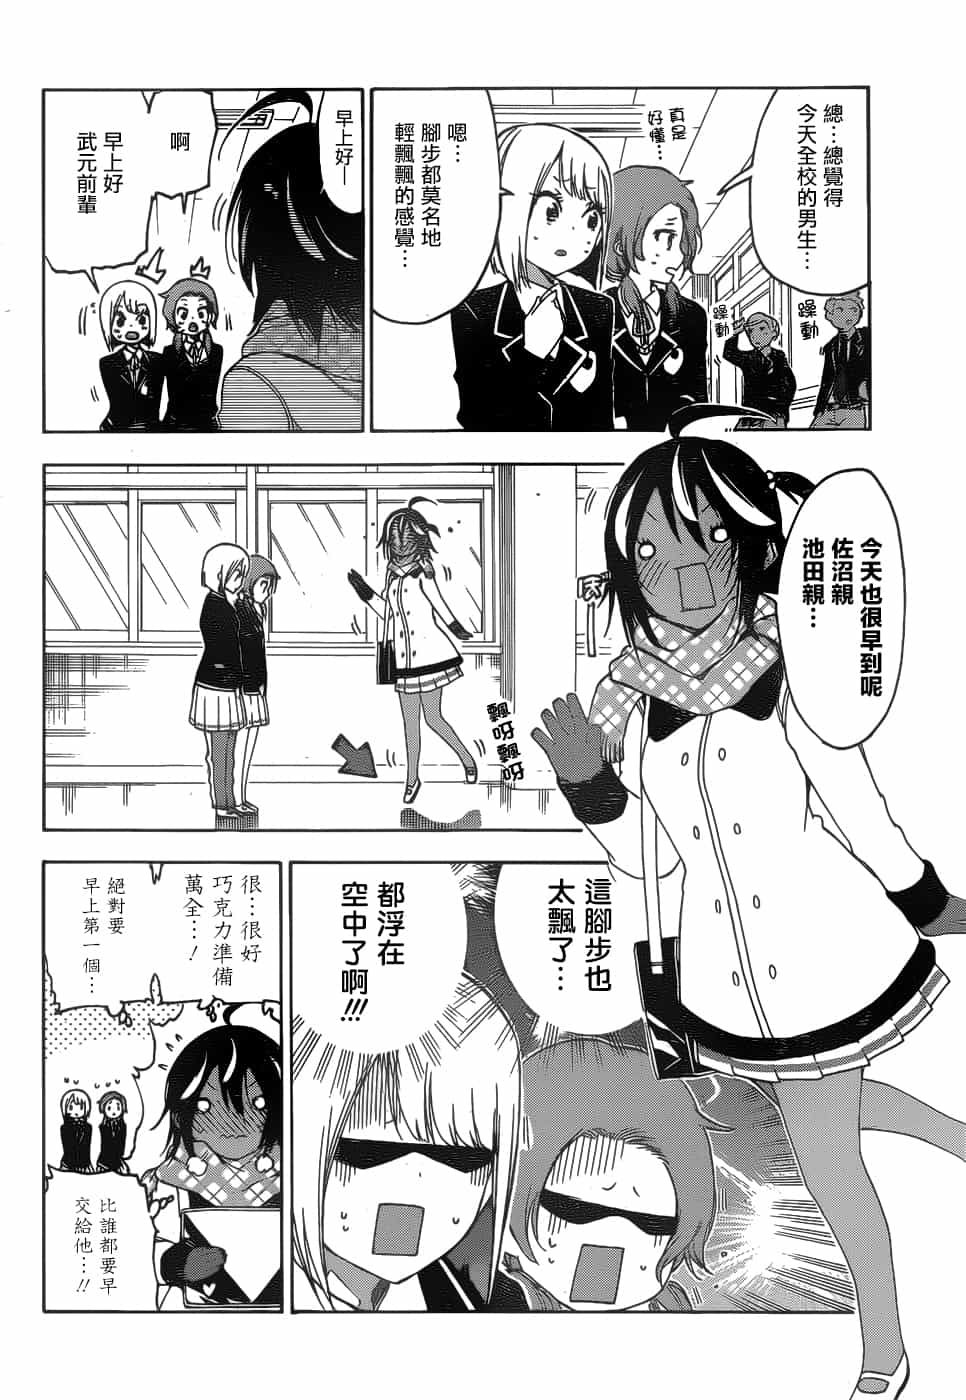 總…總覺得
今天全校的男生…
真是
好懂…
嗯…
腳步都莫名地
輕飄飄的感覺…
躁動
躁動
早上好—
啊
早上好
武元前輩
今天也很早到呢
佐沼親
池田親…
ぽ
飄呀飄呀
這腳步也
太飄了…
都浮在
空中了啊!!!
很…很好
巧克力準備
萬全…!
絕對要
早上第一個…
比誰都要早
交給他…!!